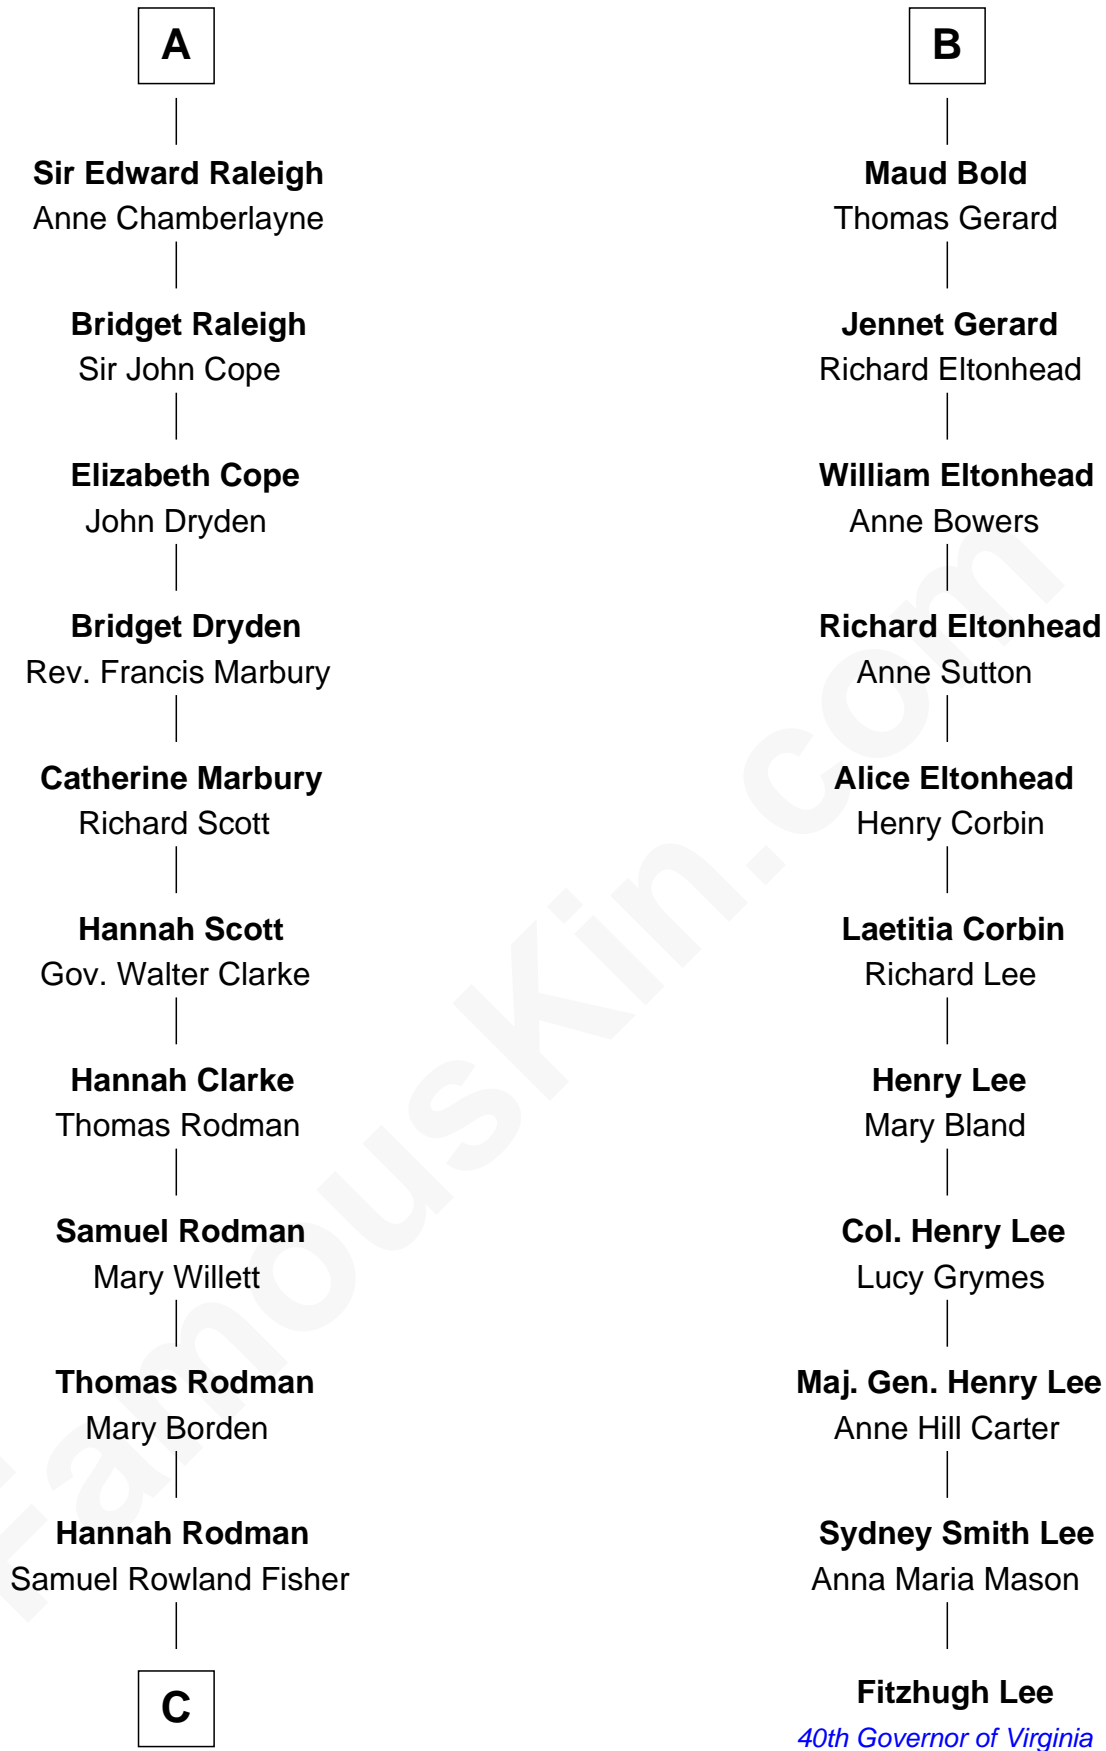 A
Sir Edward Raleigh
Anne Chamberlayne
Bridget Raleigh
Sir John Cope
Elizabeth Cope
John Dryden
Bridget Dryden
Rev. Francis Marbury
Catherine Marbury
Richard Scott
Hannah Scott
Gov. Walter Clarke
Hannah Clarke
Thomas Rodman
Samuel Rodman
Mary Willett
Thomas Rodman
Mary Borden
Hannah Rodman
Samuel Rowland Fisher
C
B
Maud Bold
Thomas Gerard
Jennet Gerard
Richard Eltonhead
William Eltonhead
Anne Bowers
Richard Eltonhead
Anne Sutton
Alice Eltonhead
Henry Corbin
Laetitia Corbin
Richard Lee
Henry Lee
Mary Bland
Col. Henry Lee
Lucy Grymes
Maj. Gen. Henry Lee
Anne Hill Carter
Sydney Smith Lee
Anna Maria Mason
Fitzhugh Lee
40th Governor of Virginia
FamousKin.com